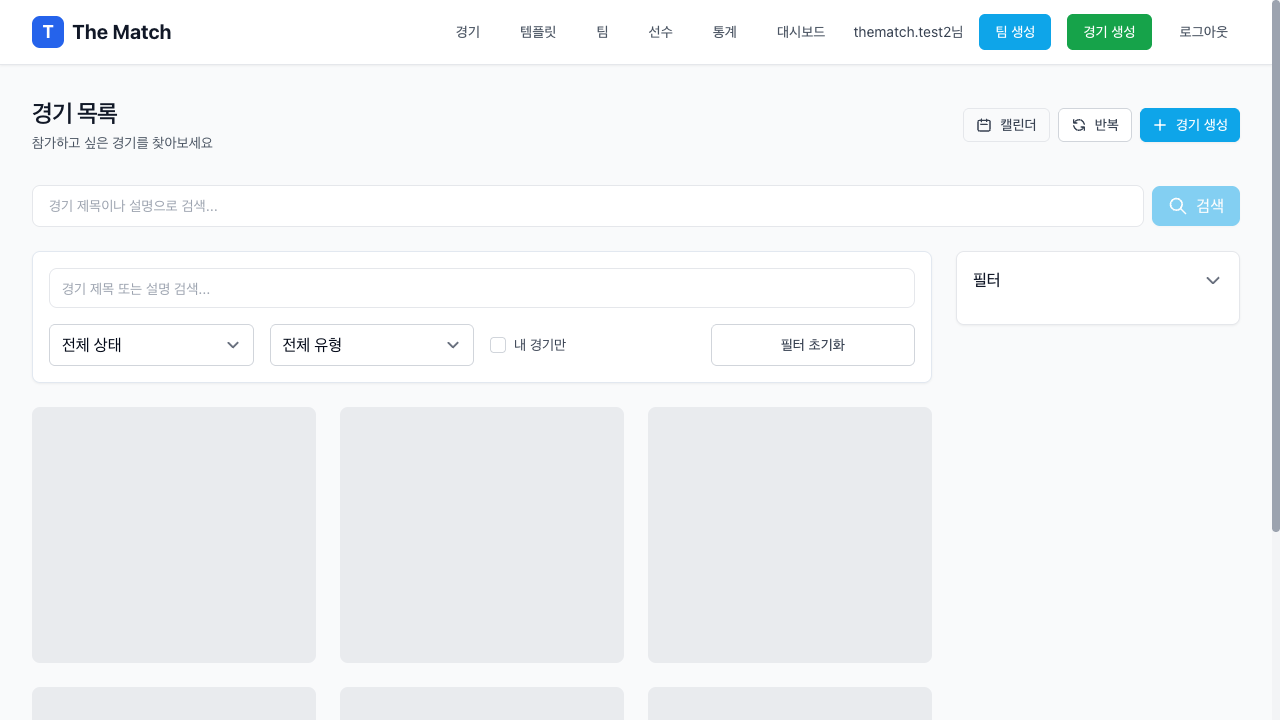 T The Match
경기 템플릿 팀 선수 통계 대시보드 thematch.test2님 팀 생성 경기 생성 로그아웃
경기 목록
참가하고 싶은 경기를 찾아보세요
캘린더 반복 경기 생성
경기 제목이나 설명으로 검색...
검색
경기 제목 또는 설명 검색...
필터
전체 상태 전체 유형 내 경기만 필터 초기화